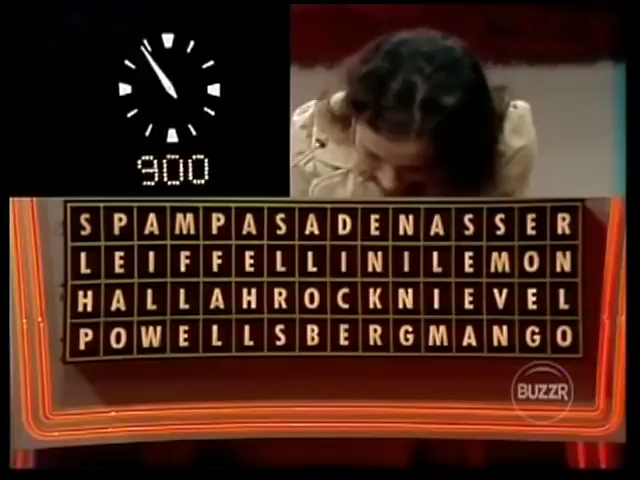 900
SPAMPASADENASSER
LEIFFELLINILEMON
HALLAHROCKNIEVEL
POWELLSBERGMANGO
BUZZR